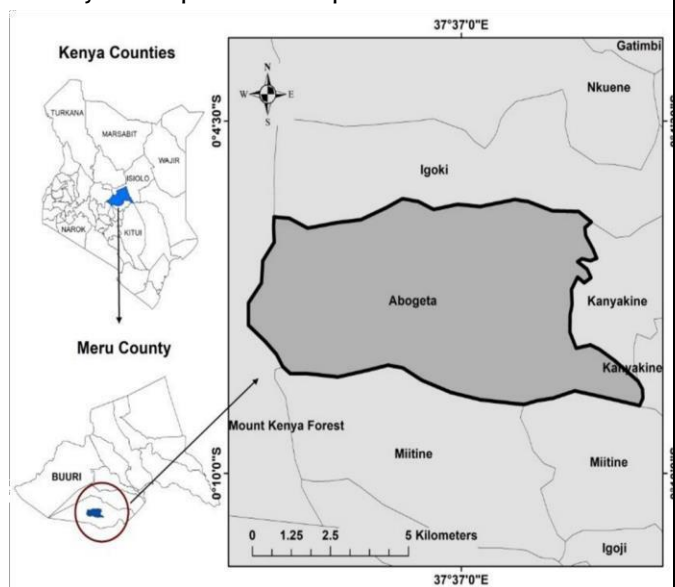 Kenya Counties
TURKANA
MARSABIT
WAJIR
ISIOLO
NAROK
KITUI
Meru County
BUURI
37°37'0"E
Gatimbi
Nkuene
N
W E
S
0°4'30"S
Igoki
Abogeta
Kanyakine
Kanyakine
Mount Kenya Forest
Miitine
Miitine
0°10'0"S
0 1.25 2.5 5 Kilometers
Igoji
37°37'0"E